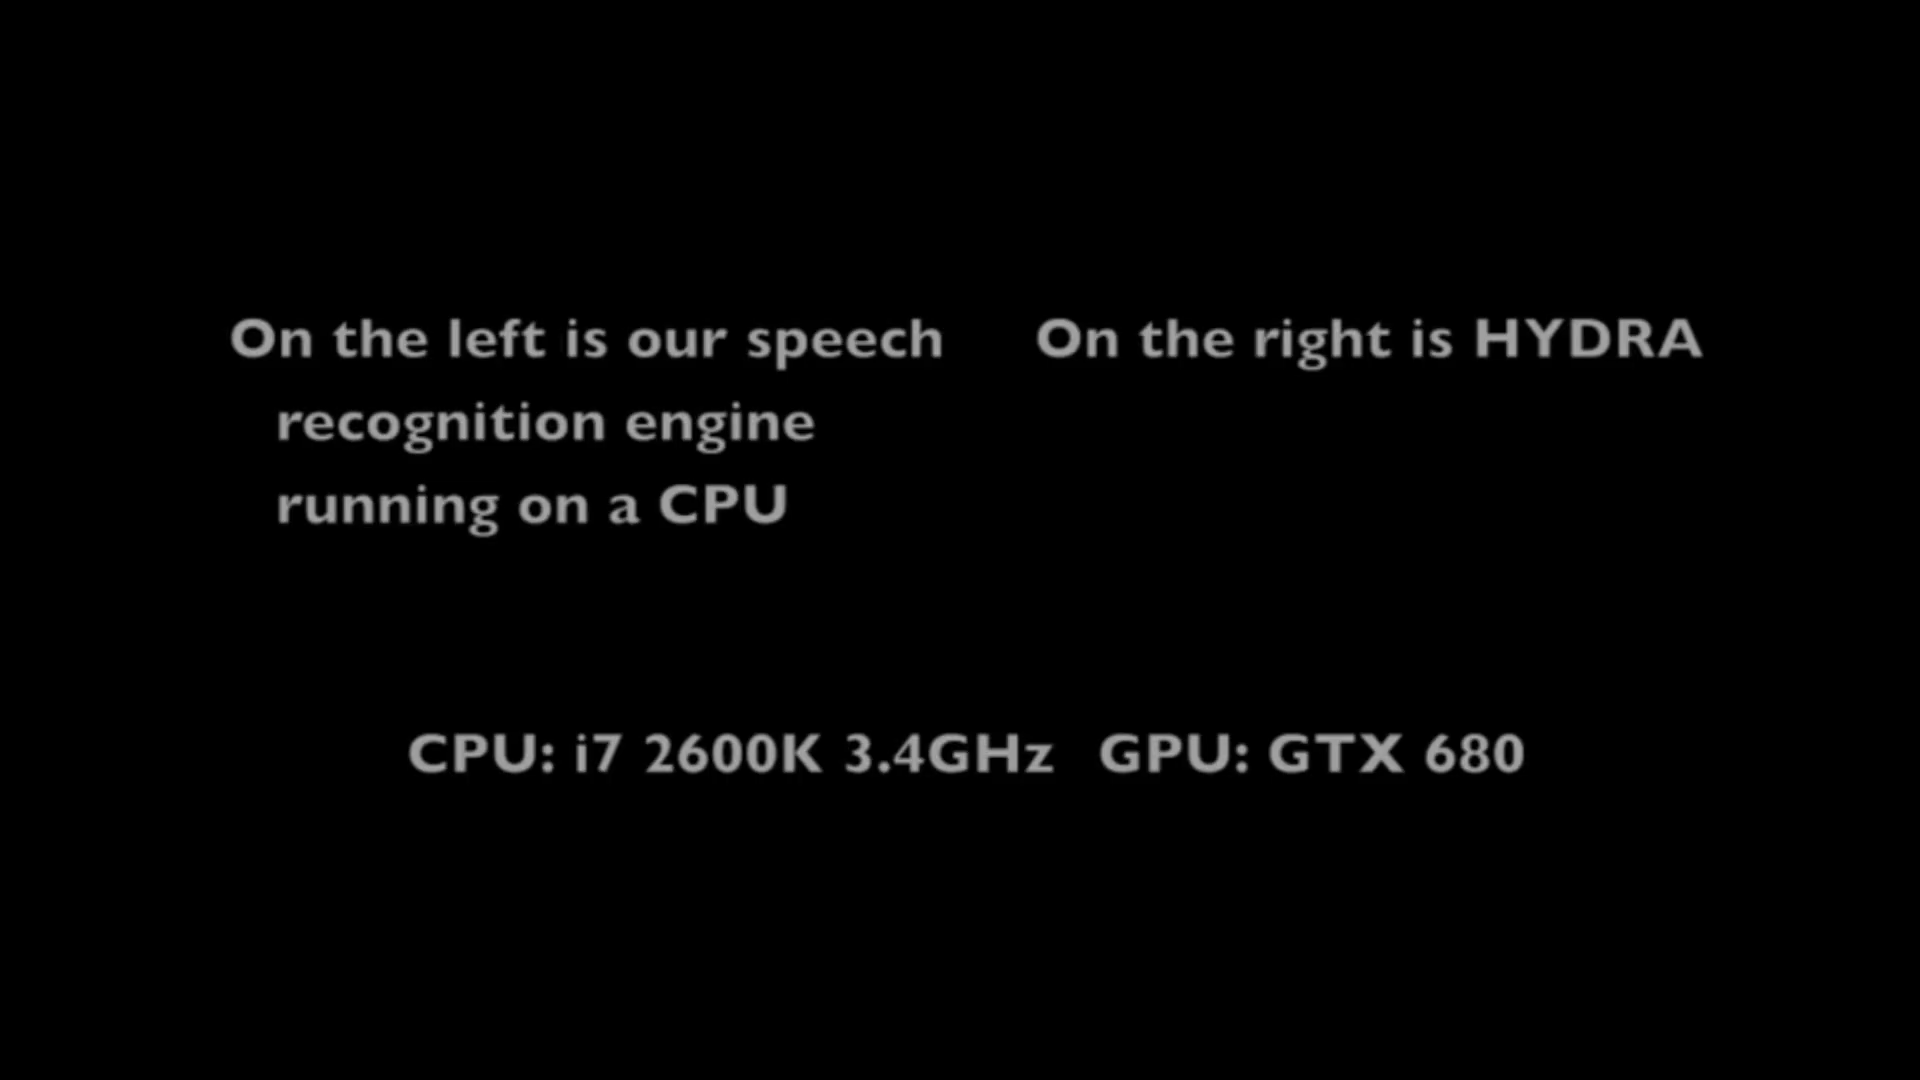 On the left is our speech
recognition engine
running on a CPU
On the right is HYDRA
CPU: i7 2600K 3.4GHz GPU: GTX 680